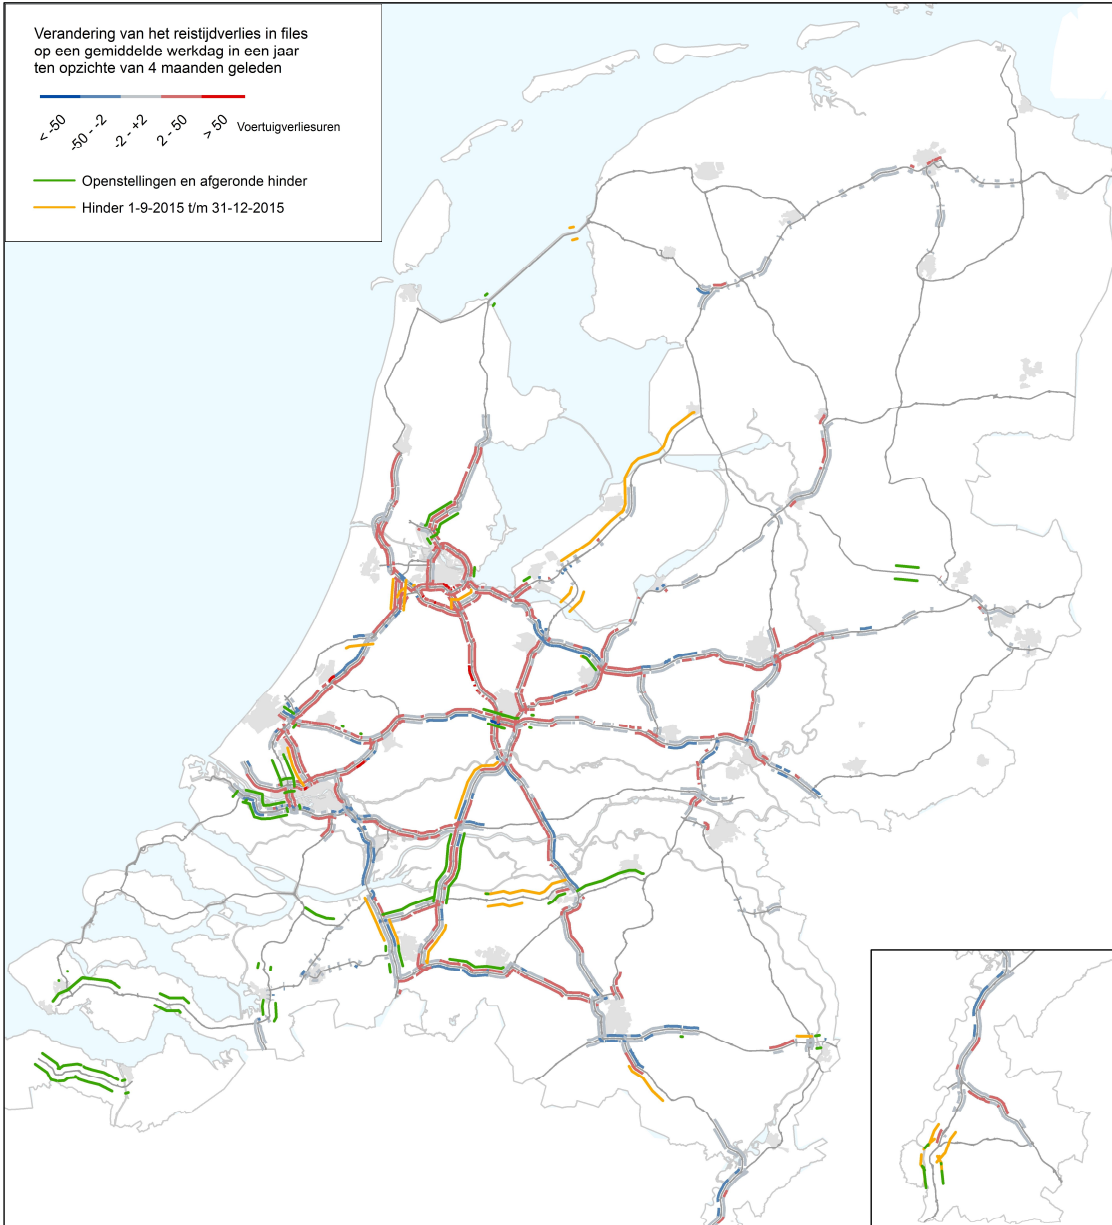 Verandering van het reistijdverlies in files
op een gemiddelde werkdag in een jaar
ten opzichte van 4 maanden geleden
< -50
-50 - -2
-2 - +2
2 - 50
> 50
Voertuigverliesuren
Openstellingen en afgeronde hinder
Hinder 1-9-2015 t/m 31-12-2015